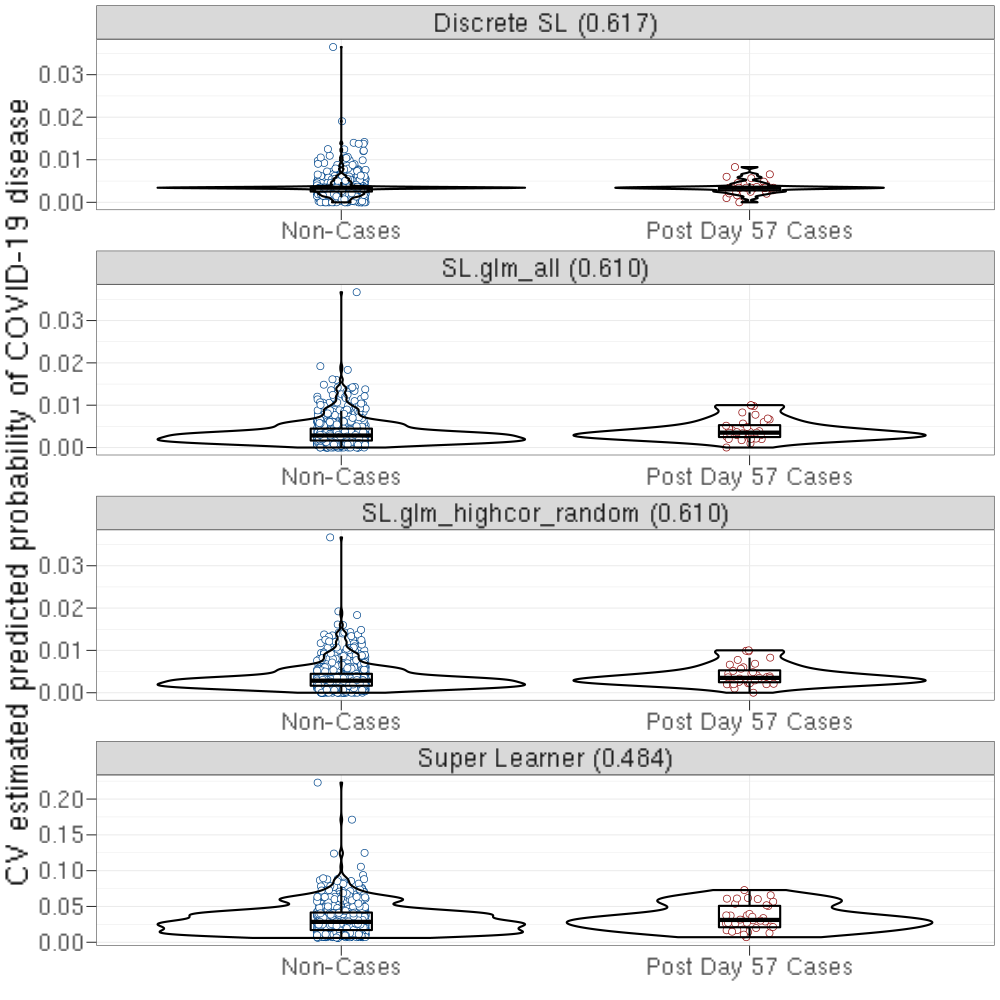 CV estimated predicted probability of COVID-19 disease
Discrete SL (0.617)
0.03
0.02
0.01
0.00
Non-Cases
Post Day 57 Cases
SL.glm_all (0.610)
0.03
0.02
0.01
0.00
Non-Cases
Post Day 57 Cases
SL.glm_highcor_random (0.610)
0.03
0.02
0.01
0.00
Non-Cases
Post Day 57 Cases
Super Learner (0.484)
0.20
0.15
0.10
0.05
0.00
Non-Cases
Post Day 57 Cases